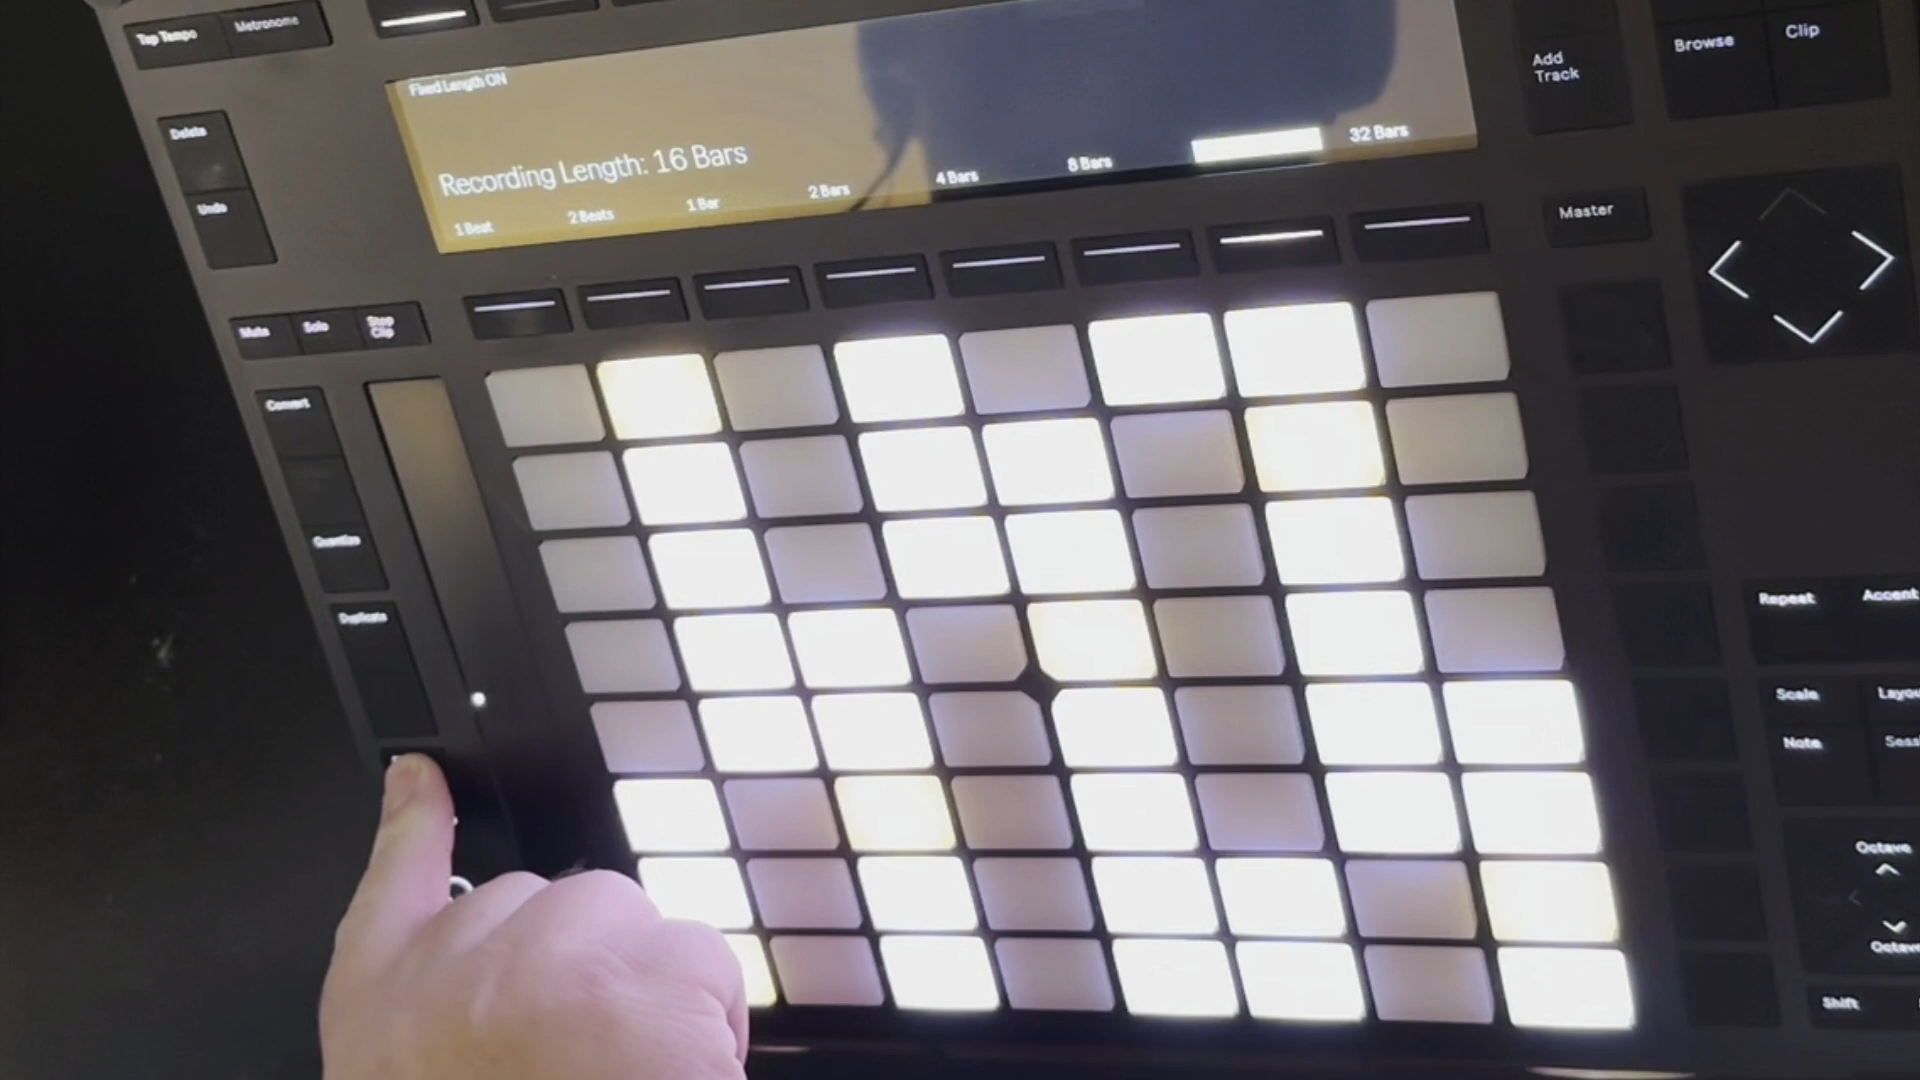 Tap Tempo
Metronome
Fixed Length ON
Add
Track
Browse
Clip
Delete
Recording Length: 16 Bars
1 Beat
2 Beats
1 Bar
2 Bars
4 Bars
8 Bars
32 Bars
Undo
Master
Mute
Solo
Stop
Clip
Convert
Quantize
Duplicate
Repeat
Accent
Scale
Layou
Note
Sess
Octave
Octave
Shift